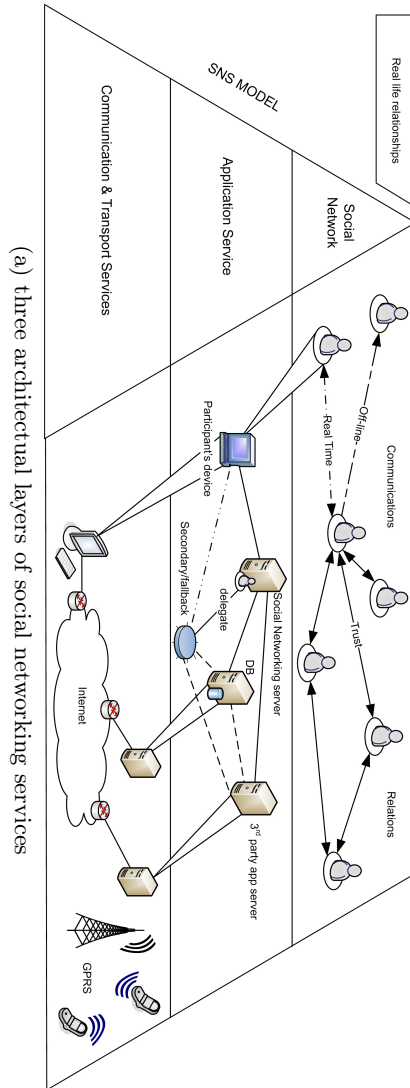 Real life relationships
SNS MODEL
Social
Network
Application Service
Communication & Transport Services
Communications
Off-line
Real Time
Trust
Relations
Participant's device
Social Networking server
delegate
Secondary/fallback
DB
3rd party app server
Internet
GPRS
(a) three architectural layers of social networking services